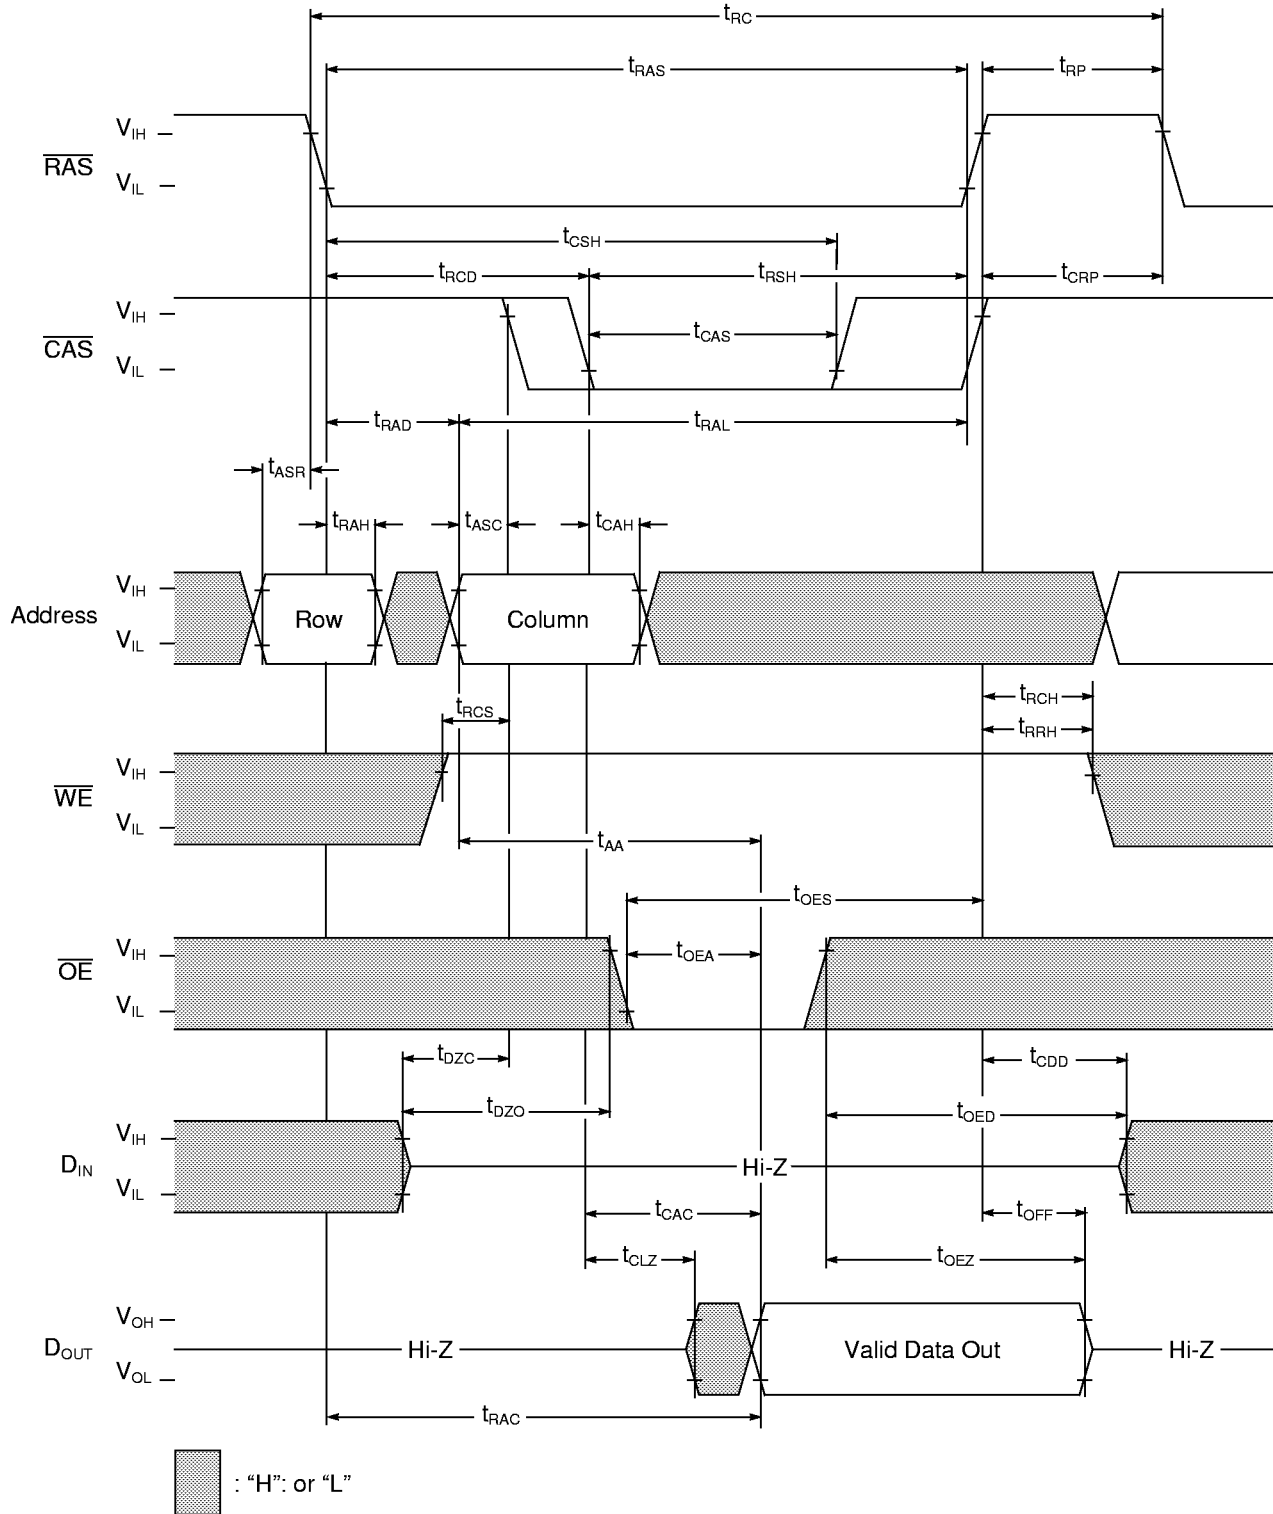 tRC
tRAS tRP
VIH
RAS
VIL
tCSH
tRCD tRSH tCRP
VIH
CAS tCAS
VIL
tRAD tRAL
tASR
tRAH tASC tCAH
VIH
Address Row Column
VIL
tRCS tRCH
tRRH
VIH
WE
VIL
tAA
tOES
VIH
OE tOEA
VIL
tDZC tCDD
tDZO tOED
VIH
DIN Hi-Z
VIL
tCAC tOFF
tCLZ tOEZ
VOH
DOUT Hi-Z Valid Data Out Hi-Z
VOL
tRAC
: “H”: or “L”